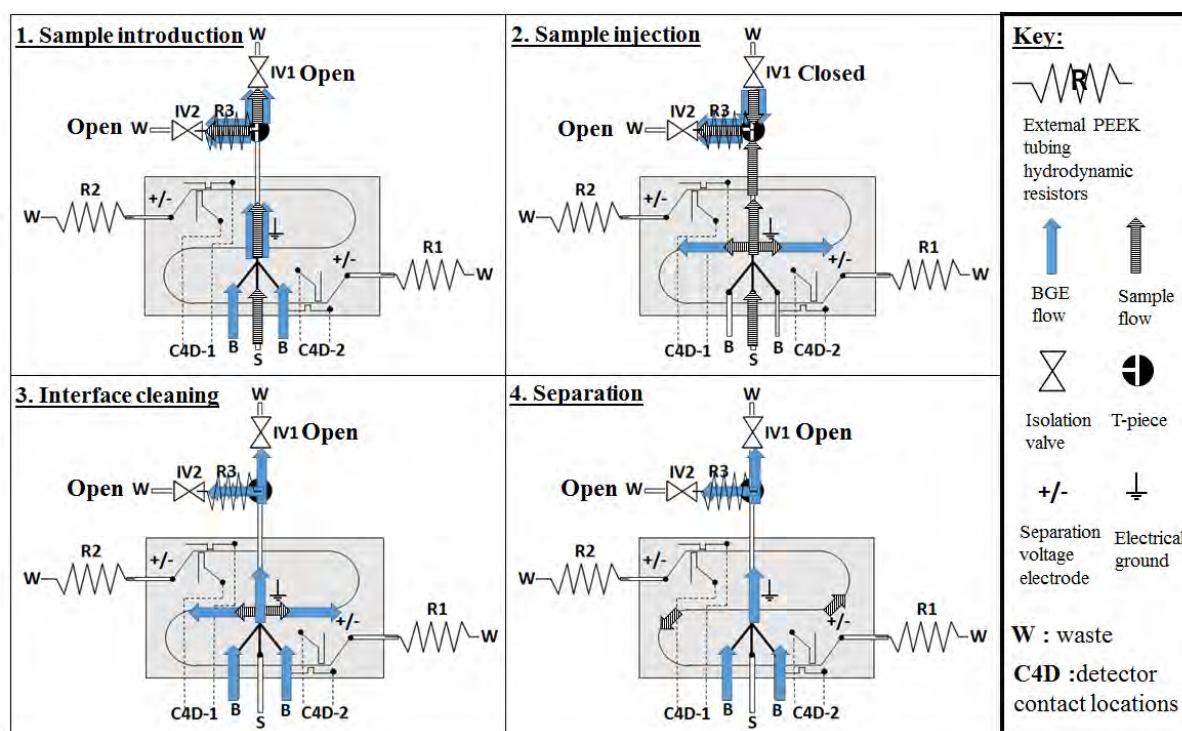 1. Sample introduction
W
IV1 Open
IV2 R3
Open W
R2
+/-
W
R1
+/-
W
C4D-1 B B C4D-2
S
2. Sample injection
W
IV1 Closed
IV2 R3
Open W
R2
+/-
W
R1
+/-
W
C4D-1 B B C4D-2
S
3. Interface cleaning
W
IV1 Open
IV2 R3
Open W
R2
+/-
W
R1
+/-
W
C4D-1 B B C4D-2
S
4. Separation
W
IV1 Open
IV2 R3
Open W
R2
+/-
W
R1
+/-
W
C4D-1 B B C4D-2
S
Key:
R
External PEEK
tubing
hydrodynamic
resistors
BGE
flow
Sample
flow
Isolation
valve
T-piece
+/-
Separation
voltage
electrode
Electrical
ground
W : waste
C4D :detector
contact locations